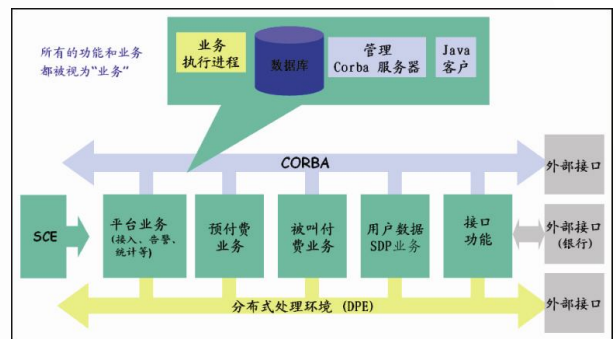 所有的功能和业务
都被视为"业务"
业务
执行进程
数据库
管理
Corba 服务器
Java
客户
CORBA
外部接口
SCE
平台业务
(接入、告警、
统计等)
预付费
业务
被叫付
费业务
用户数据
SDP业务
接口
功能
外部接口
(银行)
分布式处理环境 (DPE)
外部接口